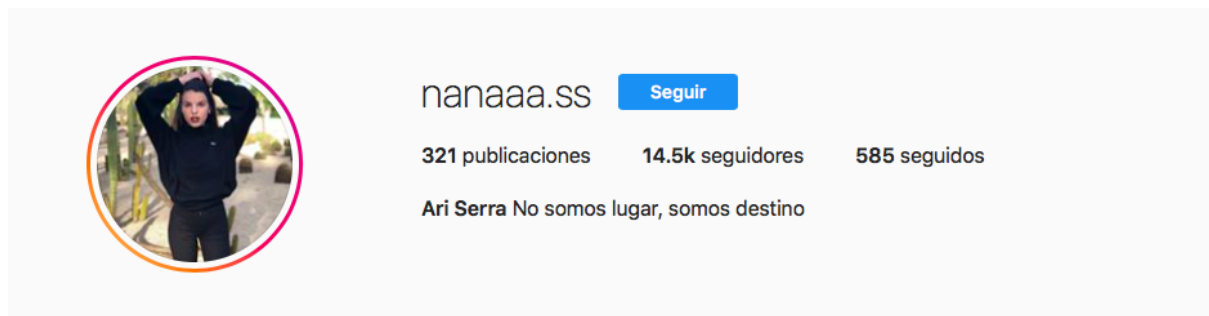 nanaaa.ss Seguir
321 publicaciones 14.5k seguidores 585 seguidos
Ari Serra No somos lugar, somos destino